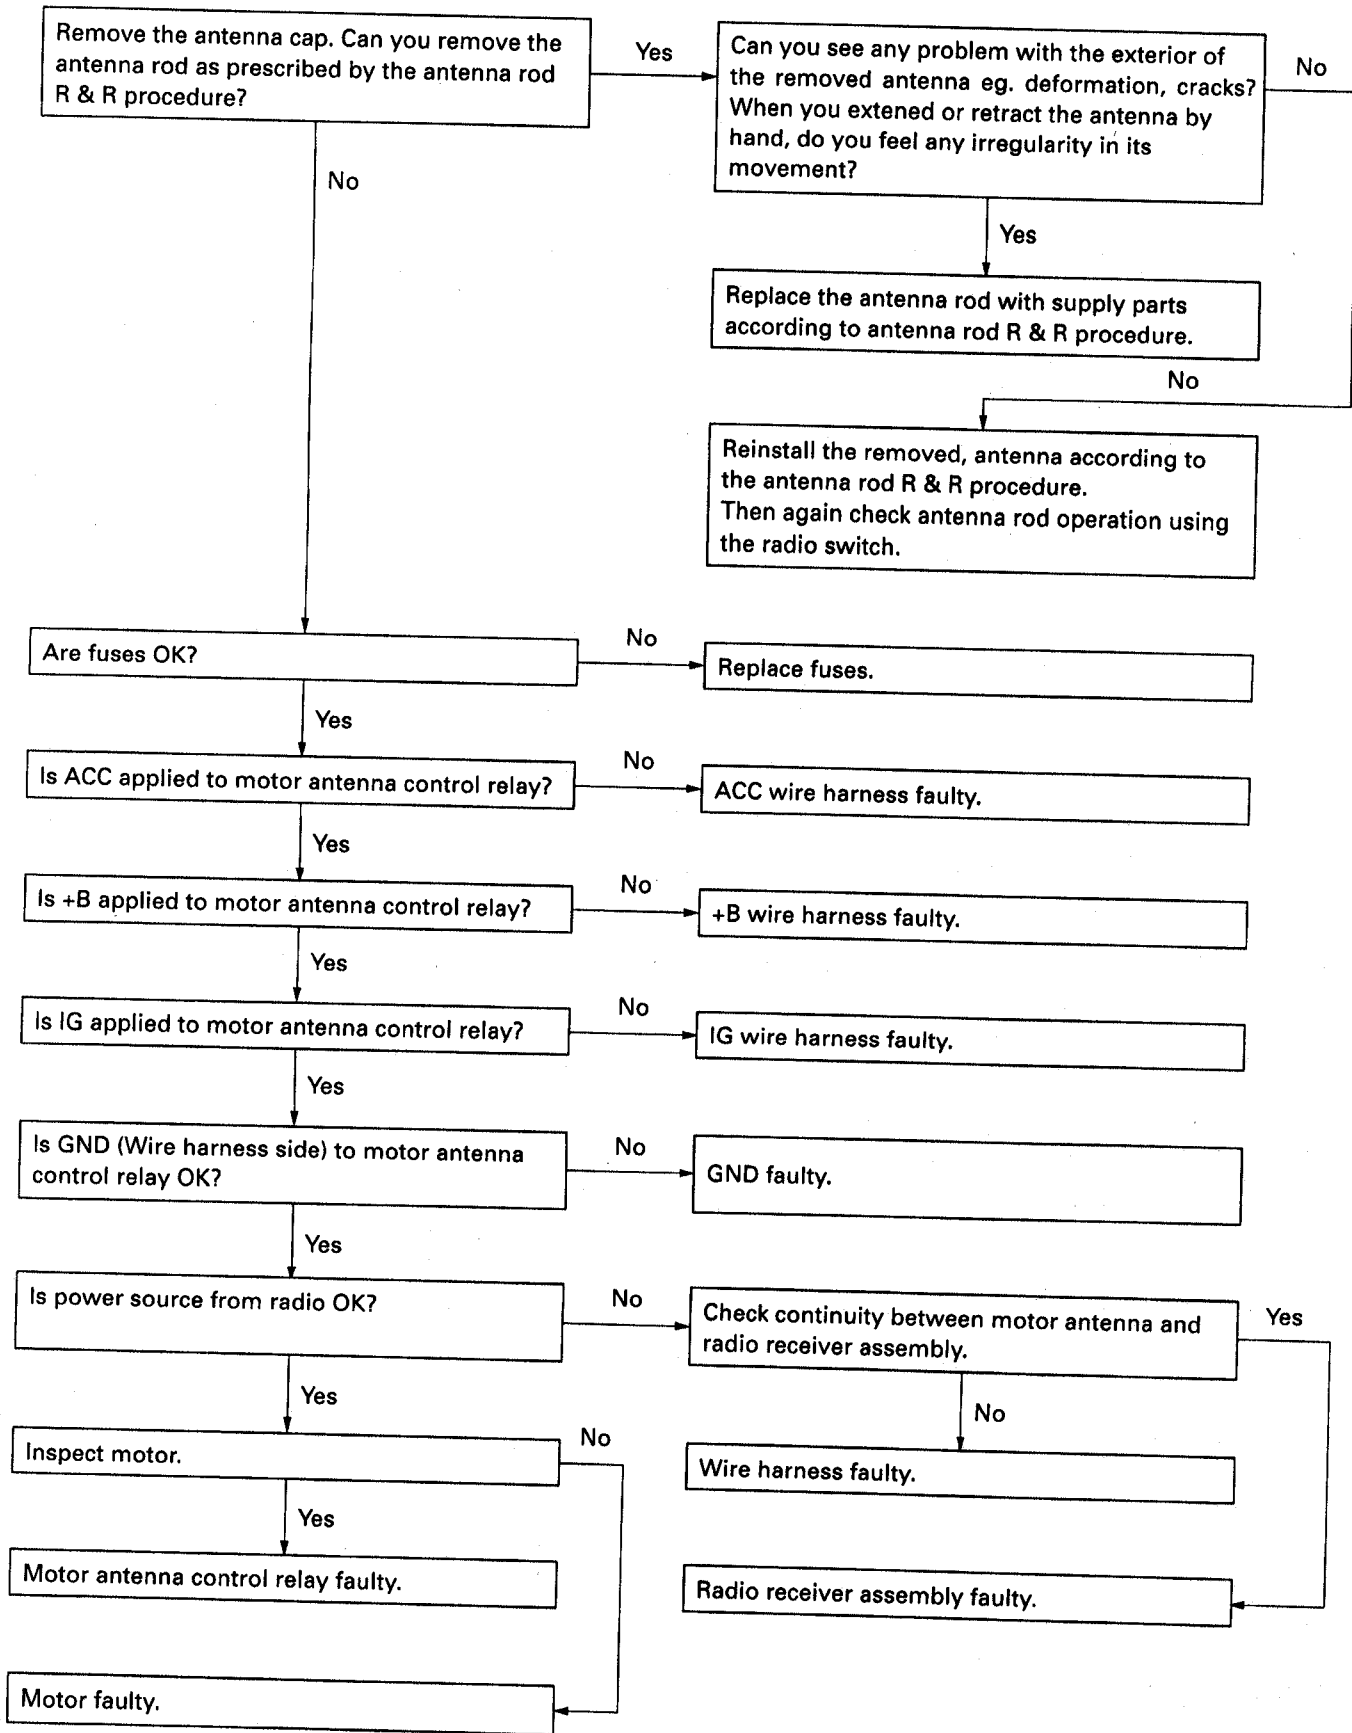 Remove the antenna cap. Can you remove the
antenna rod as prescribed by the antenna rod
R & R procedure?
Yes
Can you see any problem with the exterior of
the removed antenna eg. deformation, cracks?
When you extened or retract the antenna by
hand, do you feel any irregularity in its
movement?
No
No
Yes
Replace the antenna rod with supply parts
according to antenna rod R & R procedure.
No
Reinstall the removed, antenna according to
the antenna rod R & R procedure.
Then again check antenna rod operation using
the radio switch.
Are fuses OK?
No
Replace fuses.
Yes
Is ACC applied to motor antenna control relay?
No
ACC wire harness faulty.
Yes
Is +B applied to motor antenna control relay?
No
+B wire harness faulty.
Yes
Is IG applied to motor antenna control relay?
No
IG wire harness faulty.
Yes
Is GND (Wire harness side) to motor antenna
control relay OK?
No
GND faulty.
Yes
Is power source from radio OK?
No
Check continuity between motor antenna and
radio receiver assembly.
Yes
Yes
No
Inspect motor.
No
Wire harness faulty.
Yes
Motor antenna control relay faulty.
Radio receiver assembly faulty.
Motor faulty.